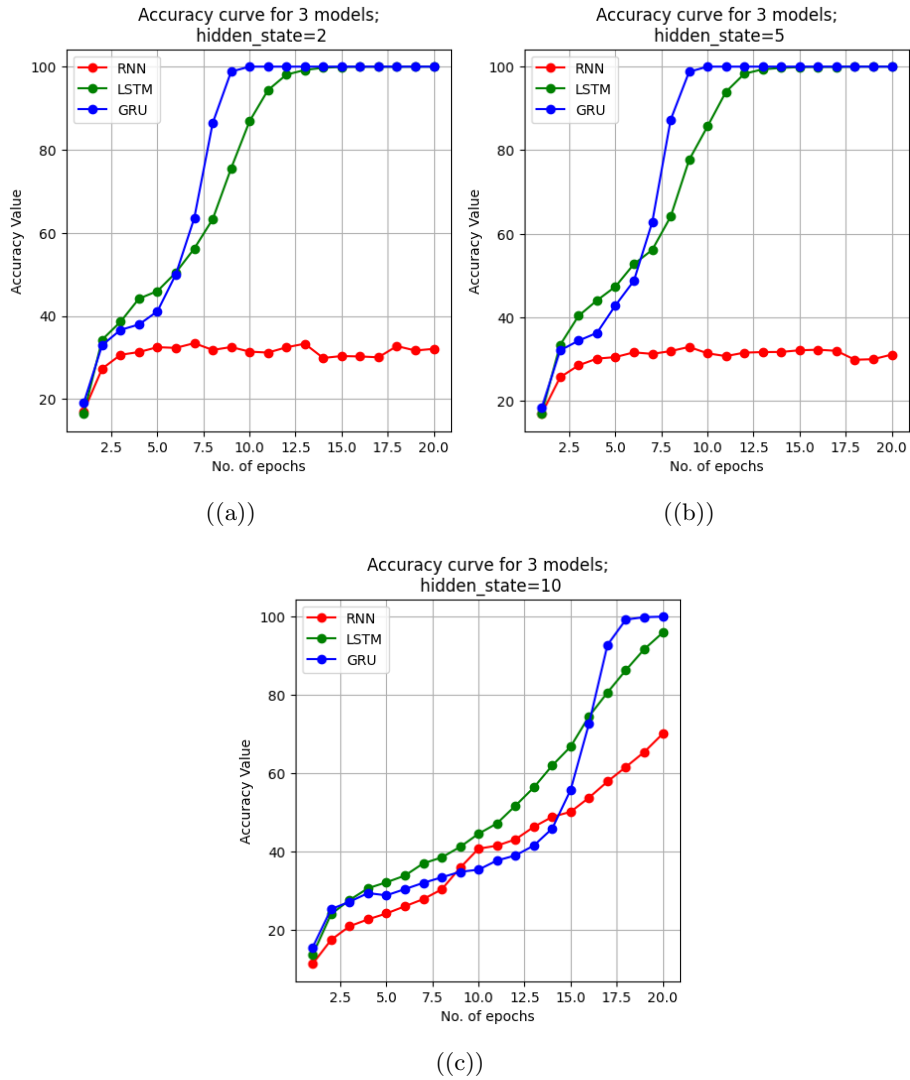 Accuracy curve for 3 models;
hidden_state=2
RNN
LSTM
GRU
Accuracy Value
100
80
60
40
20
2.5 5.0 7.5 10.0 12.5 15.0 17.5 20.0
No. of epochs
((a))
Accuracy curve for 3 models;
hidden_state=5
RNN
LSTM
GRU
Accuracy Value
100
80
60
40
20
2.5 5.0 7.5 10.0 12.5 15.0 17.5 20.0
No. of epochs
((b))
Accuracy curve for 3 models;
hidden_state=10
RNN
LSTM
GRU
Accuracy Value
100
80
60
40
20
2.5 5.0 7.5 10.0 12.5 15.0 17.5 20.0
No. of epochs
((c))